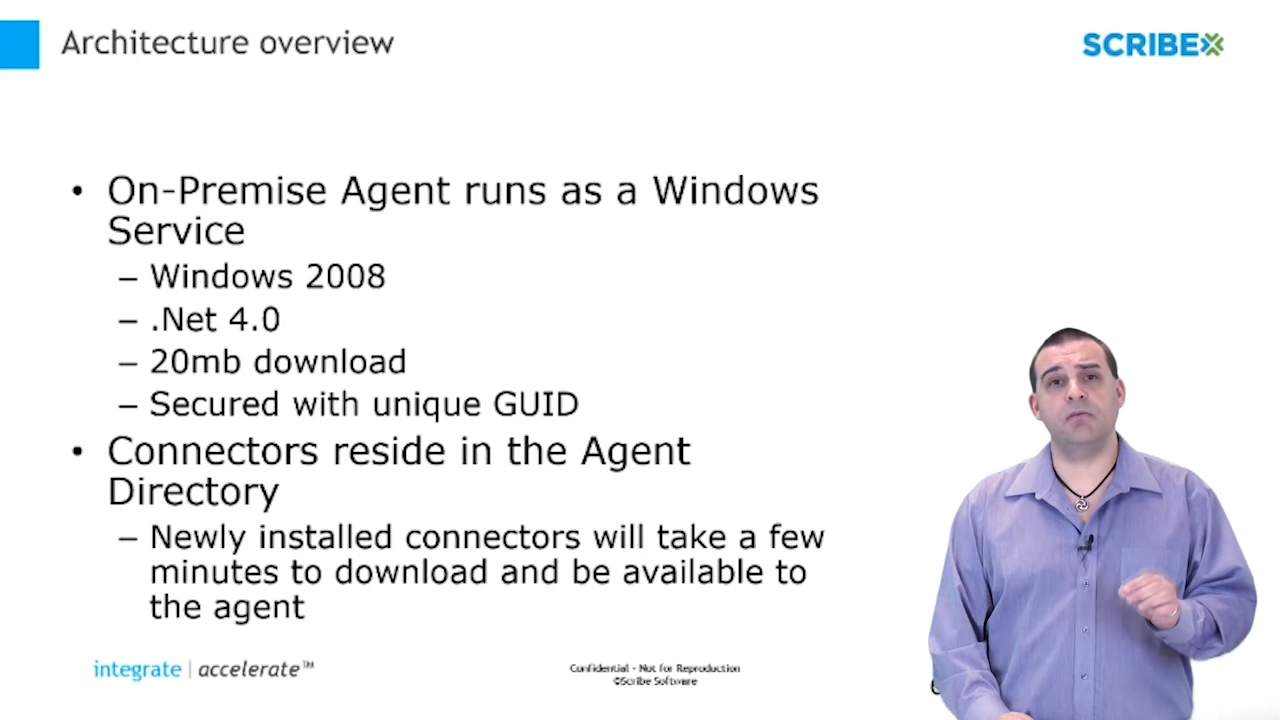 Architecture overview
SCRIBE
• On-Premise Agent runs as a Windows
Service
– Windows 2008
– .Net 4.0
– 20mb download
– Secured with unique GUID
• Connectors reside in the Agent
Directory
– Newly installed connectors will take a few
minutes to download and be available to
the agent
integrate | accelerate™
Confidential - Not for Reproduction
©Scribe Software